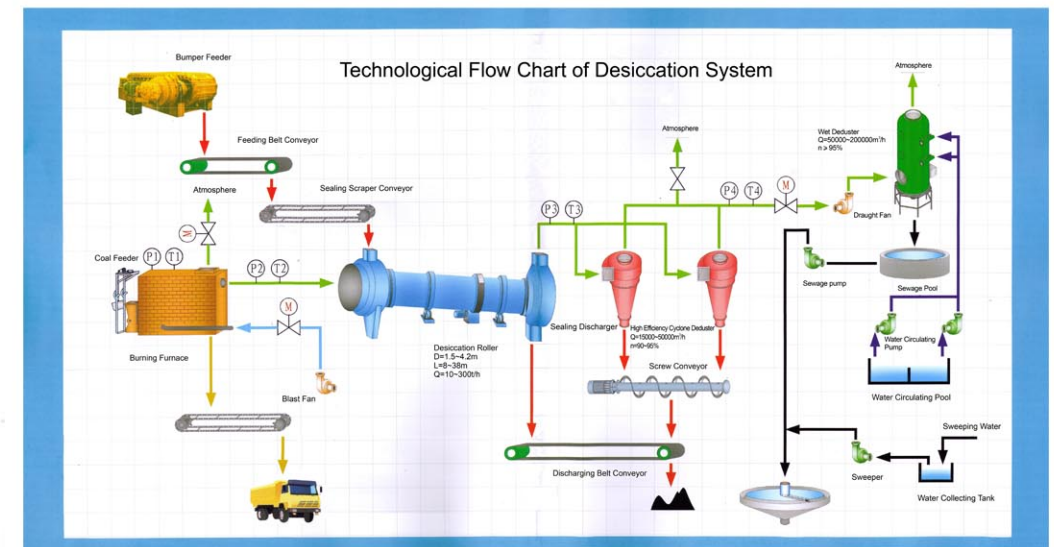 Technological Flow Chart of Desiccation System
Bumper Feeder
Feeding Belt Conveyor
Atmosphere
Sealing Scraper Conveyor
Coal Feeder
P1
T1
M
P2
T2
M
Burning Furnace
Blast Fan
Desiccation Roller
D=1.5~4.2m
L=8~38m
Q=10~300t/h
P3
T3
Atmosphere
P4
T4
M
Sealing Discharger
High Efficiency Cyclone Deduster
Q=15000~50000m³/h
n=90~95%
Screw Conveyor
Discharging Belt Conveyor
Atmosphere
Wet Deduster
Q=50000~200000m³/h
n≥95%
Draught Fan
Sewage pump
Sewage Pool
Water Circulating
Pump
Water Circulating Pool
Sweeping Water
Sweeper
Water Collecting Tank